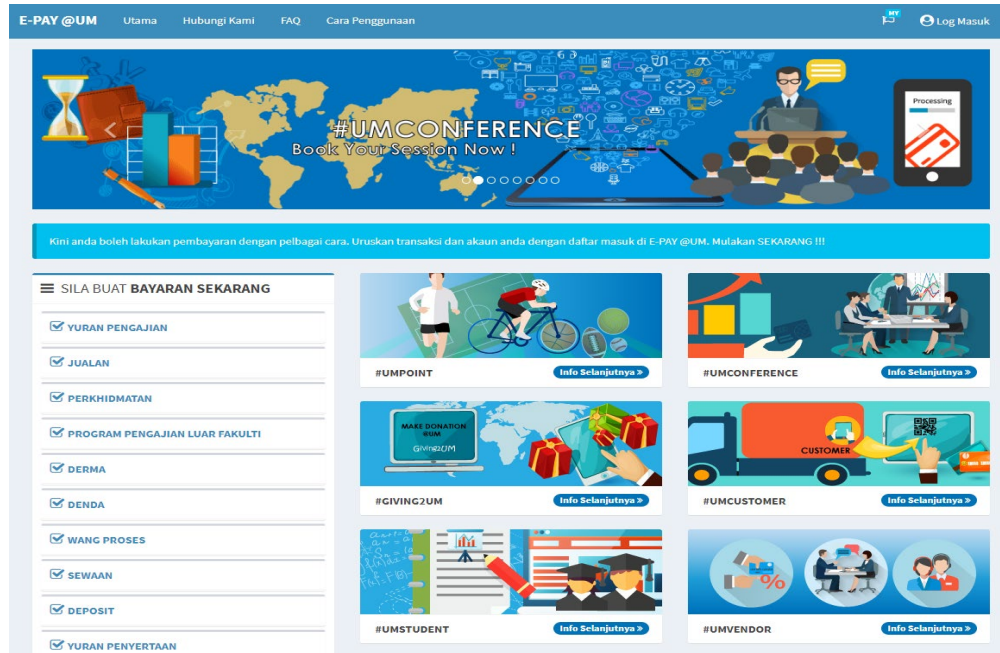 E-PAY @UM Utama Hubungi Kami FAQ Cara Penggunaan MY Log Masuk
#UMCONFERENCE
Book Your Session Now !
Processing
Kini anda boleh lakukan pembayaran dengan pelbagai cara. Uruskan transaksi dan akaun anda dengan daftar masuk di E-PAY @UM. Mulakan SEKARANG !!!
SILA BUAT BAYARAN SEKARANG
YURAN PENGAJIAN
JUALAN
PERKHIDMATAN
PROGRAM PENGAJIAN LUAR FAKULTI
DERMA
DENDA
WANG PROSES
SEWAAN
DEPOSIT
YURAN PENYERTAAN
#UMPOINT Info Selanjutnya »
#UMCONFERENCE Info Selanjutnya »
MAKE DONATION
@UM
Giving2UM
#GIVING2UM Info Selanjutnya »
CUSTOMER
#UMCUSTOMER Info Selanjutnya »
#UMSTUDENT Info Selanjutnya »
%
#UMVENDOR Info Selanjutnya »